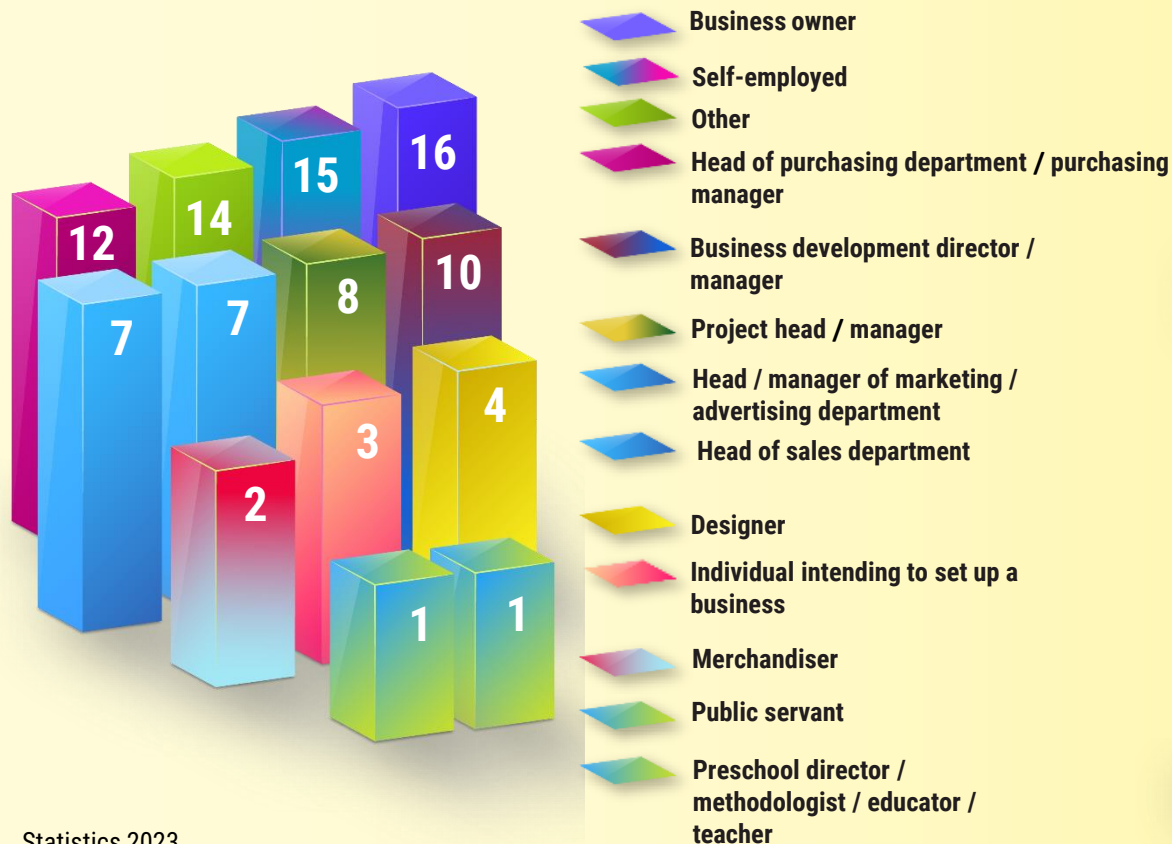 16
15
14
12
10
8
7
7
4
3
2
1
1
Business owner
Self-employed
Other
Head of purchasing department / purchasing
manager
Business development director /
manager
Project head / manager
Head / manager of marketing /
advertising department
Head of sales department
Designer
Individual intending to set up a
business
Merchandiser
Public servant
Preschool director /
methodologist / educator /
teacher
Statistics 2023